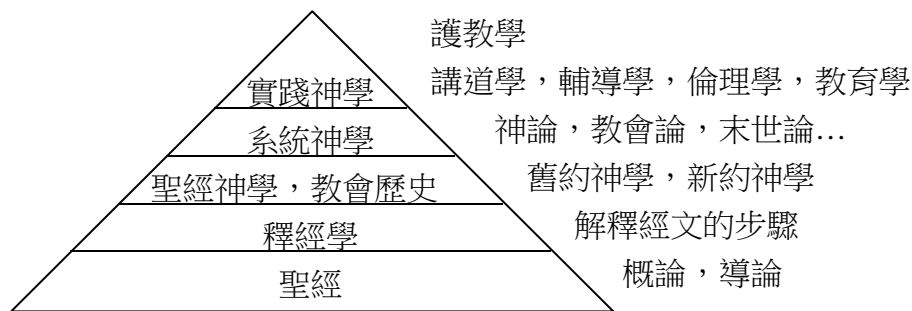 護教學
實踐神學 講道學，輔導學，倫理學，教育學
系統神學 神論，教會論，末世論...
聖經神學，教會歷史 舊約神學，新約神學
釋經學 解釋經文的步驟
聖經 概論，導論